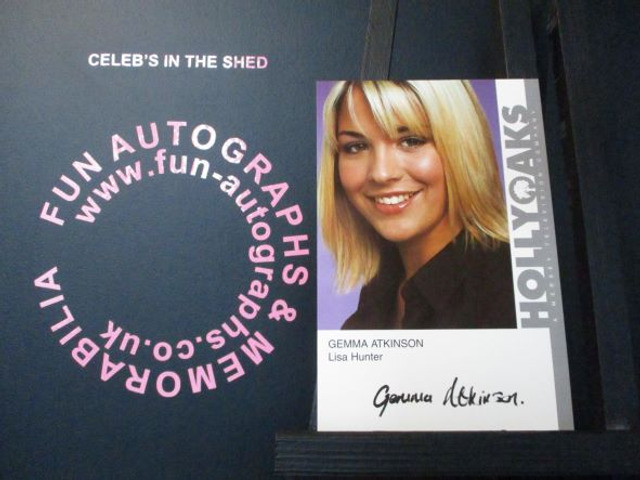 CELEB'S IN THE SHED
FUN AUTOGRAPHS & MEMORABILIA
www.fun-autographs.co.uk
HOLLYOAKS
A MERSEY TELEVISION COMPANY
GEMMA ATKINSON
Lisa Hunter
Gemma Atkinson.